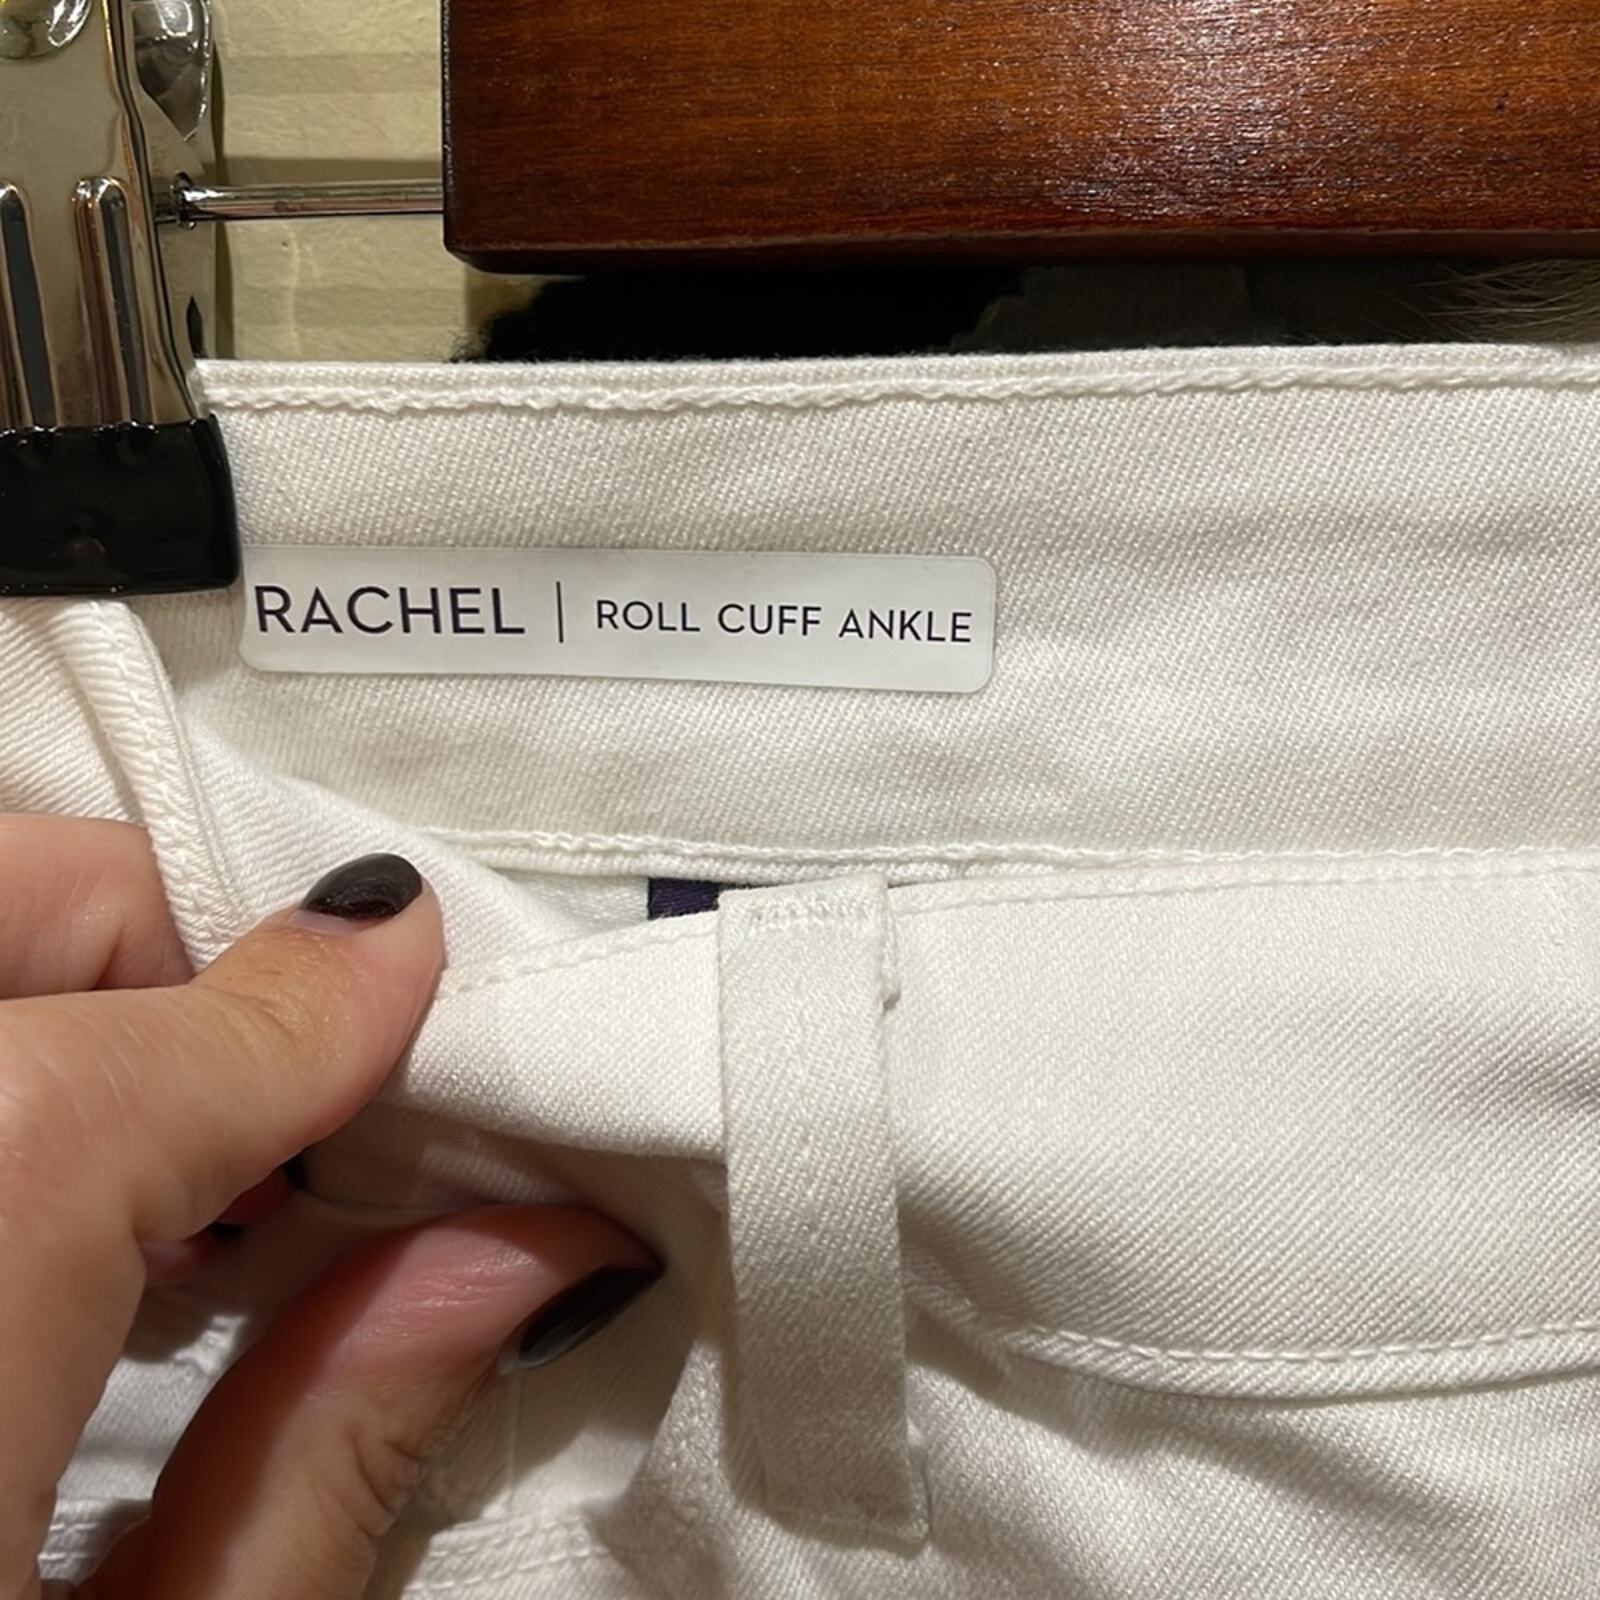 RACHEL | ROLL CUFF ANKLE